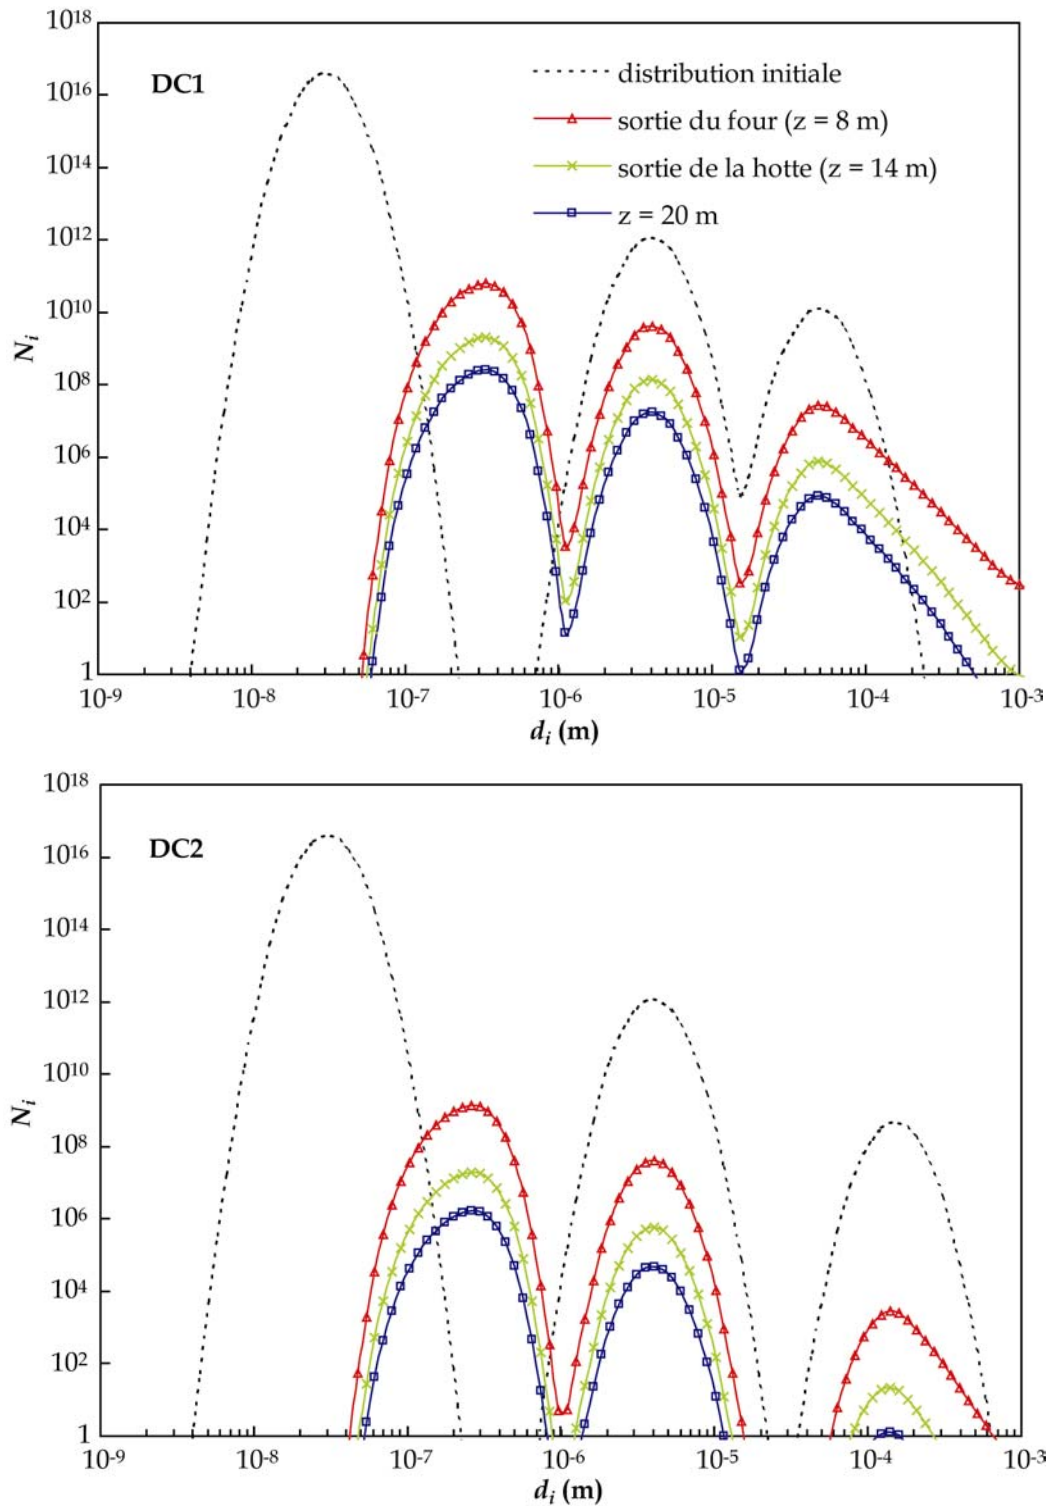 10^18
DC1
distribution initiale
10^16
sortie du four (z = 8 m)
10^14
sortie de la hotte (z = 14 m)
z = 20 m
10^12
10^10
N_i
10^8
10^6
10^4
10^2
1
10^-9 10^-8 10^-7 10^-6 10^-5 10^-4 10^-3
d_i (m)
10^18
DC2
10^16
10^14
10^12
10^10
N_i
10^8
10^6
10^4
10^2
1
10^-9 10^-8 10^-7 10^-6 10^-5 10^-4 10^-3
d_i (m)